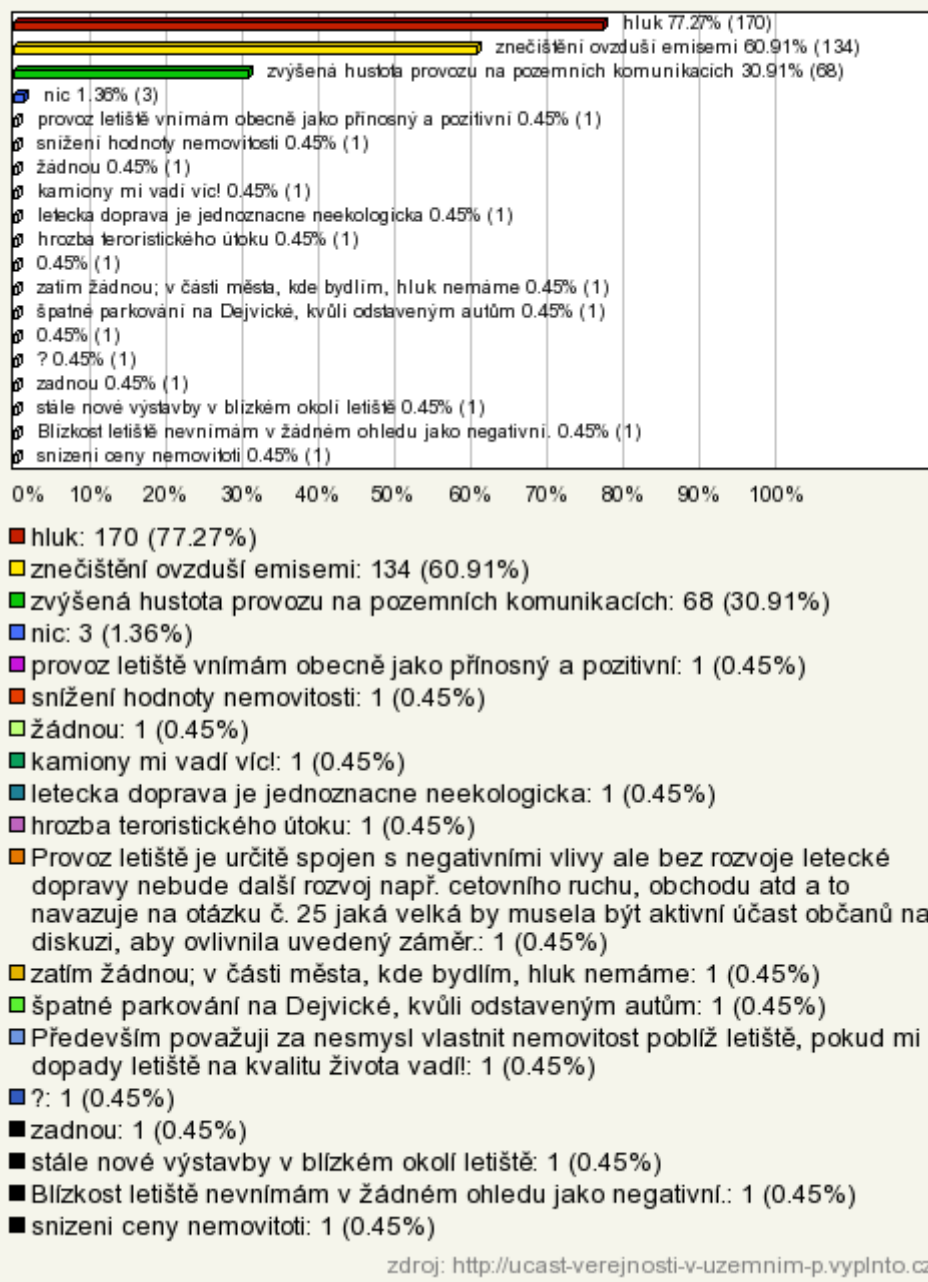 hluk 77.27% (170)
znečištění ovzduší emisemi 60.91% (134)
zvýšená hustota provozu na pozemních komunikacích 30.91% (68)
nic 1.36% (3)
provoz letiště vnímám obecně jako přínosný a pozitivní 0.45% (1)
snížení hodnoty nemovitosti 0.45% (1)
žádnou 0.45% (1)
kamiony mi vadí víc! 0.45% (1)
letecka doprava je jednoznacne neekologicka 0.45% (1)
hrozba teroristického útoku 0.45% (1)
0.45% (1)
zatím žádnou; v části města, kde bydlím, hluk nemáme 0.45% (1)
špatné parkování na Dejvické, kvůli odstaveným autům 0.45% (1)
0.45% (1)
? 0.45% (1)
zadnou 0.45% (1)
stále nové výstavby v blízkém okolí letiště 0.45% (1)
Blízkost letiště nevnímám v žádném ohledu jako negativní. 0.45% (1)
snizeni ceny nemovitoti 0.45% (1)
0% 10% 20% 30% 40% 50% 60% 70% 80% 90% 100%
hluk: 170 (77.27%)
znečištění ovzduší emisemi: 134 (60.91%)
zvýšená hustota provozu na pozemních komunikacích: 68 (30.91%)
nic: 3 (1.36%)
provoz letiště vnímám obecně jako přínosný a pozitivní: 1 (0.45%)
snížení hodnoty nemovitosti: 1 (0.45%)
žádnou: 1 (0.45%)
kamiony mi vadí víc!: 1 (0.45%)
letecka doprava je jednoznacne neekologicka: 1 (0.45%)
hrozba teroristického útoku: 1 (0.45%)
Provoz letiště je určitě spojen s negativními vlivy ale bez rozvoje letecké
dopravy nebude další rozvoj např. cetovního ruchu, obchodu atd a to
navazuje na otázku č. 25 jaká velká by musela být aktivní účast občanů na
diskuzi, aby ovlivnila uvedený záměr.: 1 (0.45%)
zatím žádnou; v části města, kde bydlím, hluk nemáme: 1 (0.45%)
špatné parkování na Dejvické, kvůli odstaveným autům: 1 (0.45%)
Především považuji za nesmysl vlastnit nemovitost poblíž letiště, pokud mi
dopady letiště na kvalitu života vadí!: 1 (0.45%)
?: 1 (0.45%)
zadnou: 1 (0.45%)
stále nové výstavby v blízkém okolí letiště: 1 (0.45%)
Blízkost letiště nevnímám v žádném ohledu jako negativní.: 1 (0.45%)
snizeni ceny nemovitoti: 1 (0.45%)
zdroj: http://ucast-verejnosti-v-uzemnim-p.vyplnto.cz